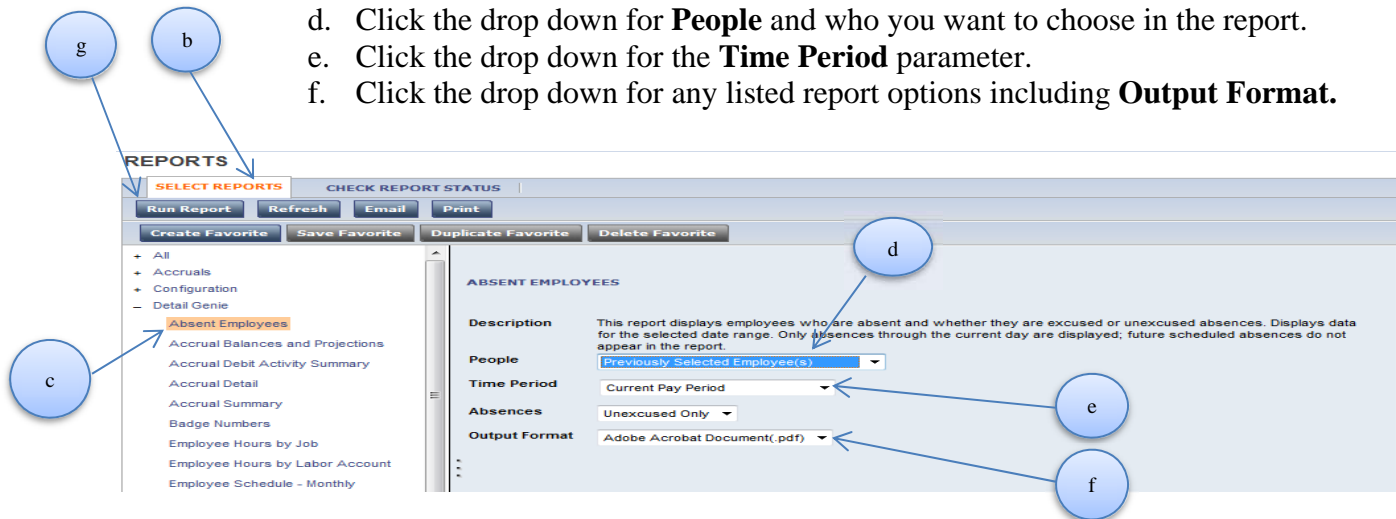 d. Click the drop down for People and who you want to choose in the report.
e. Click the drop down for the Time Period parameter.
f. Click the drop down for any listed report options including Output Format.
g
b
REPORTS
SELECT REPORTS CHECK REPORT STATUS
Run Report Refresh Email Print
Create Favorite Save Favorite Duplicate Favorite Delete Favorite
d
+ All
+ Accruals
+ Configuration
− Detail Genie
Absent Employees
Accrual Balances and Projections
Accrual Debit Activity Summary
Accrual Detail
Accrual Summary
Badge Numbers
Employee Hours by Job
Employee Hours by Labor Account
Employee Schedule - Monthly
c
ABSENT EMPLOYEES
Description This report displays employees who are absent and whether they are excused or unexcused absences. Displays data
for the selected date range. Only absences through the current day are displayed; future scheduled absences do not
appear in the report.
People Previously Selected Employee(s)
Time Period Current Pay Period
Absences Unexcused Only
Output Format Adobe Acrobat Document(.pdf)
e
f